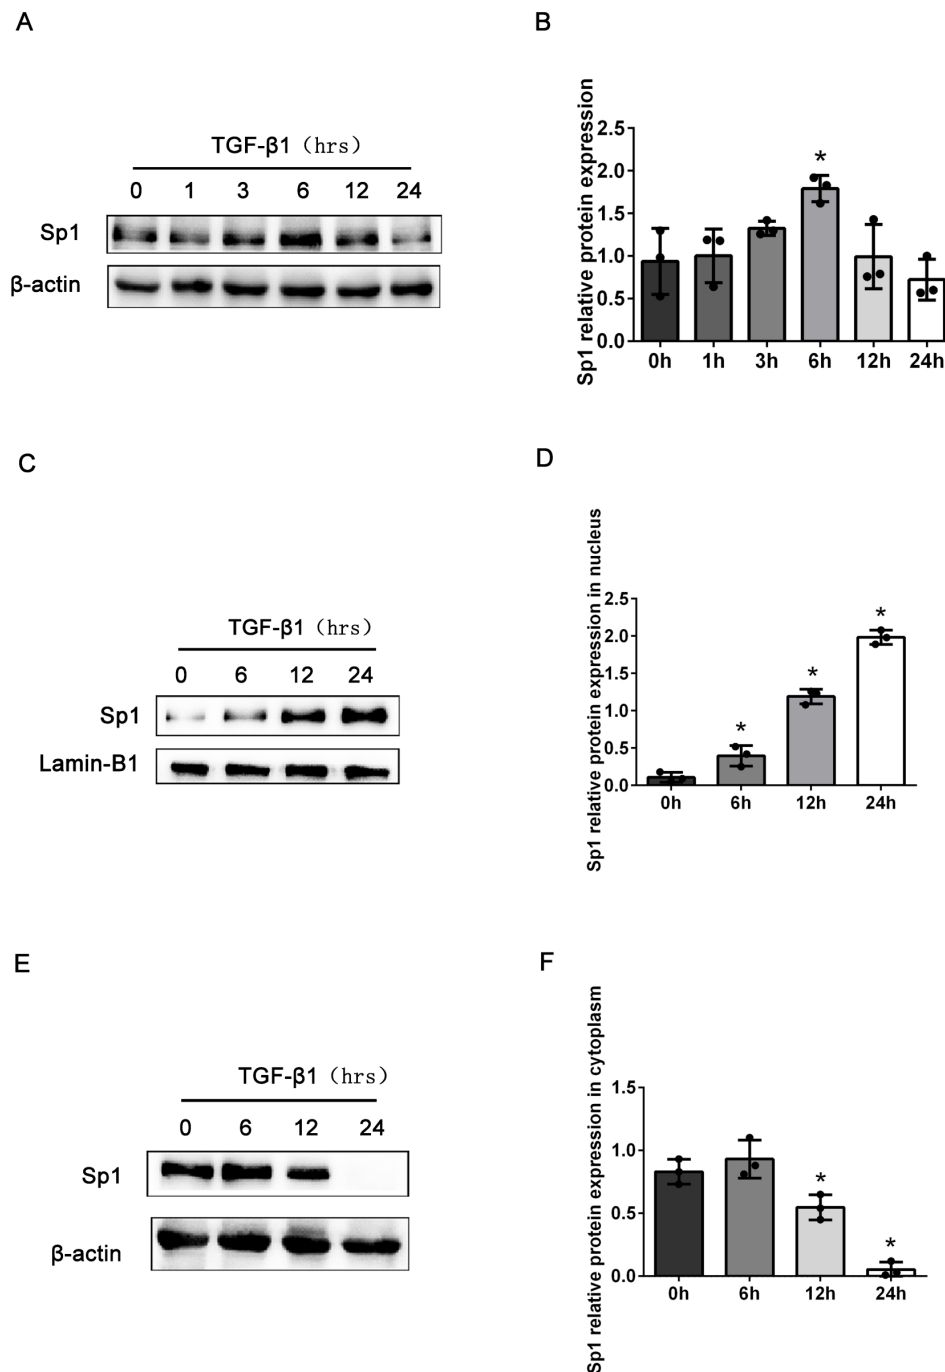 A
TGF-β1（hrs）
0 1 3 6 12 24
Sp1
β-actin
B
Sp1 relative protein expression
2.5
2.0
1.5
1.0
0.5
0.0
*
0h 1h 3h 6h 12h 24h
C
TGF-β1（hrs）
0 6 12 24
Sp1
Lamin-B1
D
Sp1 relative protein expression in nucleus
2.5
2.0
1.5
1.0
0.5
0.0
* * *
0h 6h 12h 24h
E
TGF-β1（hrs）
0 6 12 24
Sp1
β-actin
F
Sp1 relative protein expression in cytoplasm
1.5
1.0
0.5
0.0
* *
0h 6h 12h 24h